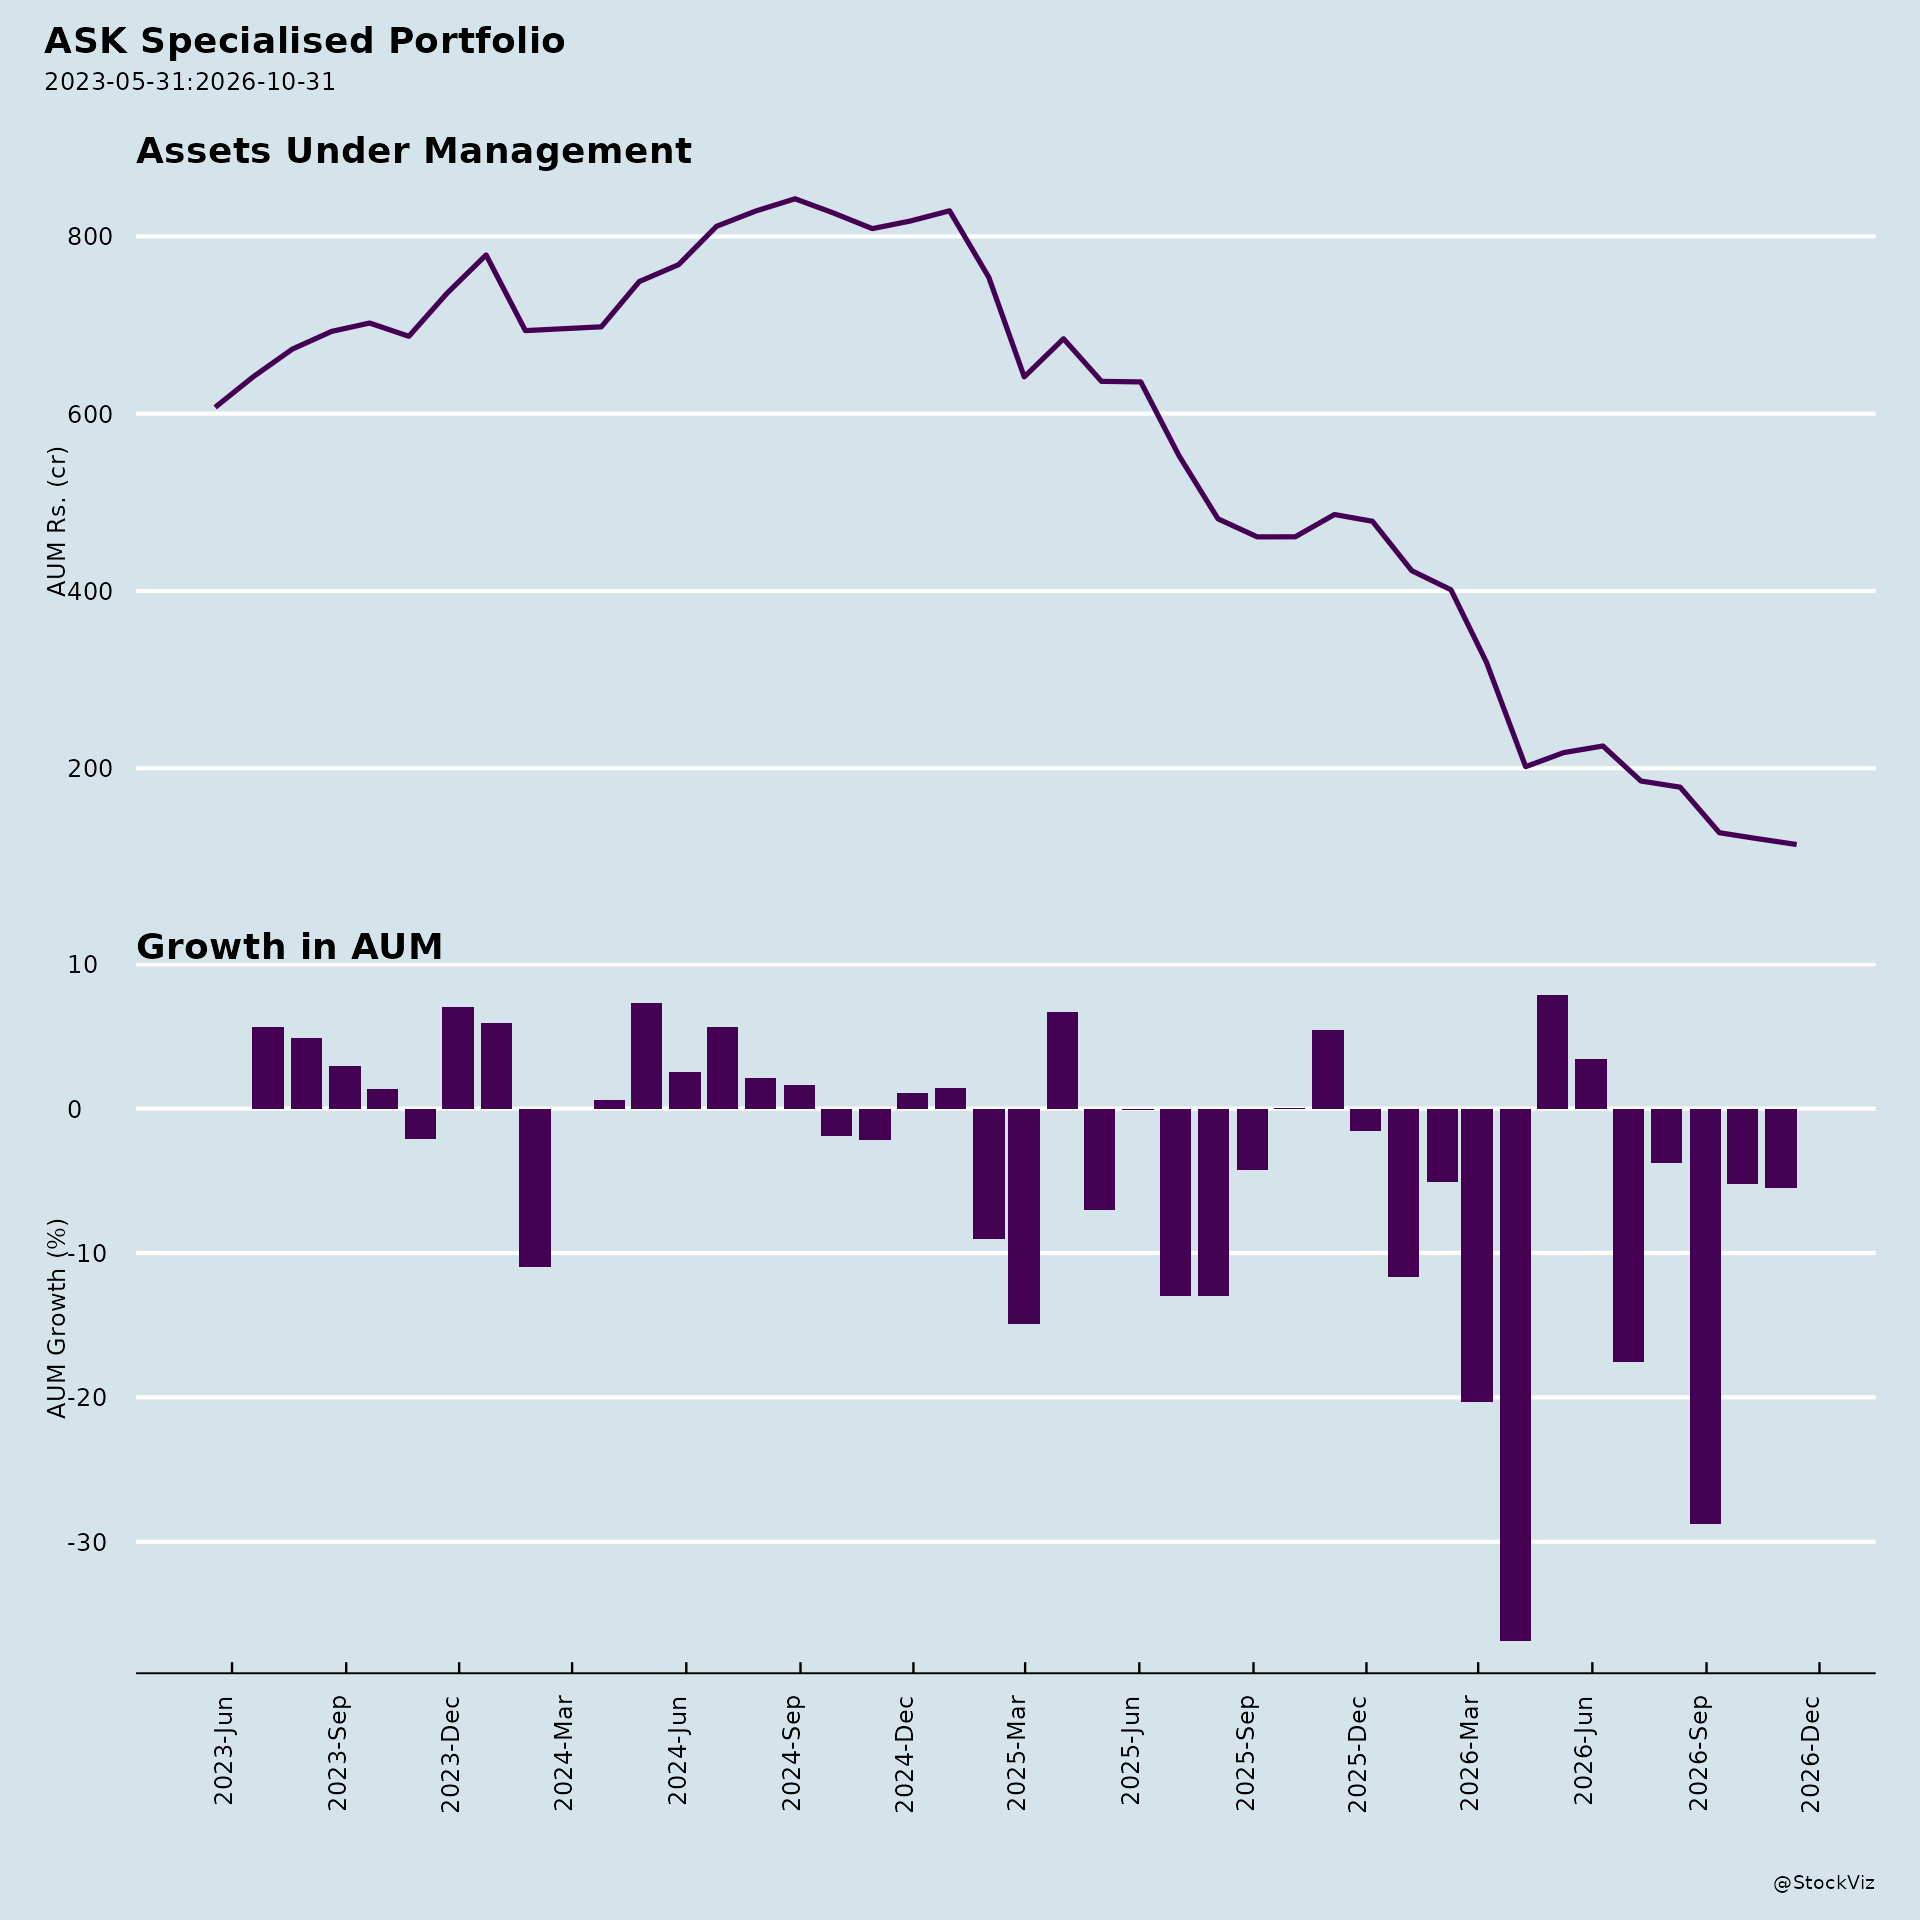 ASK Specialised Portfolio
2023-05-31:2026-10-31
Assets Under Management
AUM Rs. (cr)
800
600
400
200
Growth in AUM
AUM Growth (%)
10
0
-10
-20
-30
2023-Jun
2023-Sep
2023-Dec
2024-Mar
2024-Jun
2024-Sep
2024-Dec
2025-Mar
2025-Jun
2025-Sep
2025-Dec
2026-Mar
2026-Jun
2026-Sep
2026-Dec
@StockViz